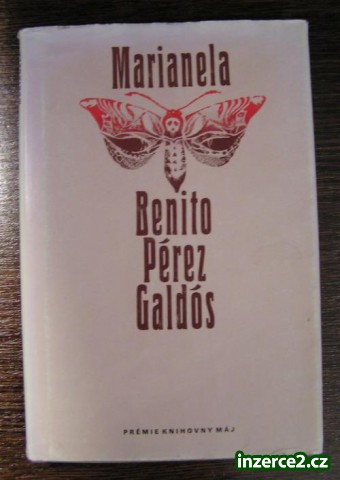 Marianela
Benito
Pérez
Galdós
PRÉMIE KNIHOVNY MÁJ
inzerce2.cz